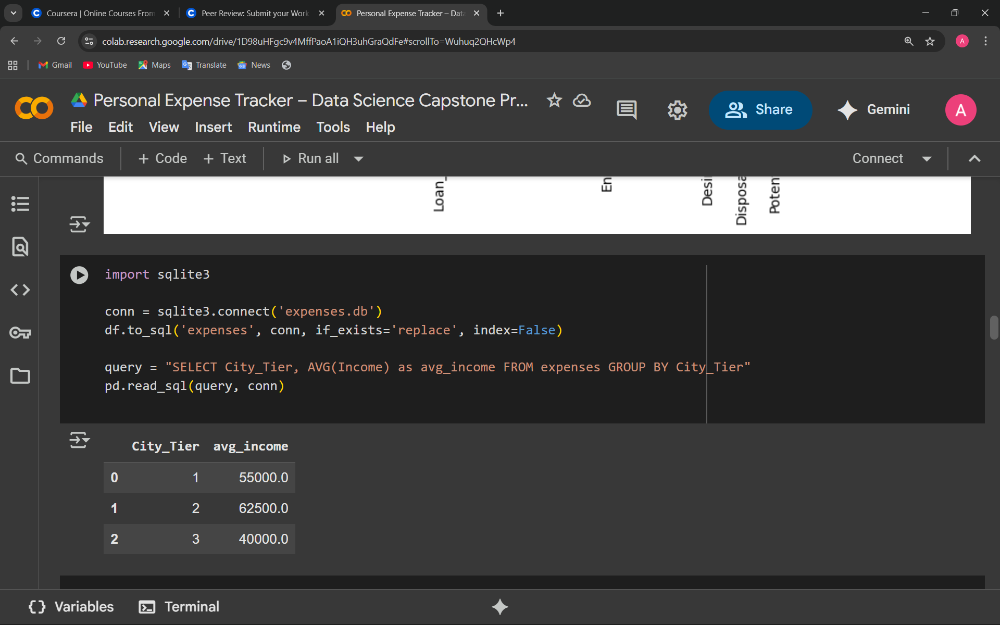 Coursera | Online Courses From
Peer Review: Submit your Work
Personal Expense Tracker – Data
colab.research.google.com/drive/1D98uHFgc9v4MffPaoA1iQH3uhGraQdFe#scrollTo=Wuhuq2QHcWp4
A
Gmail
YouTube
Maps
Translate
News
Personal Expense Tracker – Data Science Capstone Pr...
Share
Gemini
A
File Edit View Insert Runtime Tools Help
Commands
+ Code + Text
Run all
Connect
Loan_
En
Desi
Disposa
Poten
import sqlite3
conn = sqlite3.connect('expenses.db')
df.to_sql('expenses', conn, if_exists='replace', index=False)
query = "SELECT City_Tier, AVG(Income) as avg_income FROM expenses GROUP BY City_Tier"
pd.read_sql(query, conn)
City_Tier avg_income
0 1 55000.0
1 2 62500.0
2 3 40000.0
Variables
Terminal